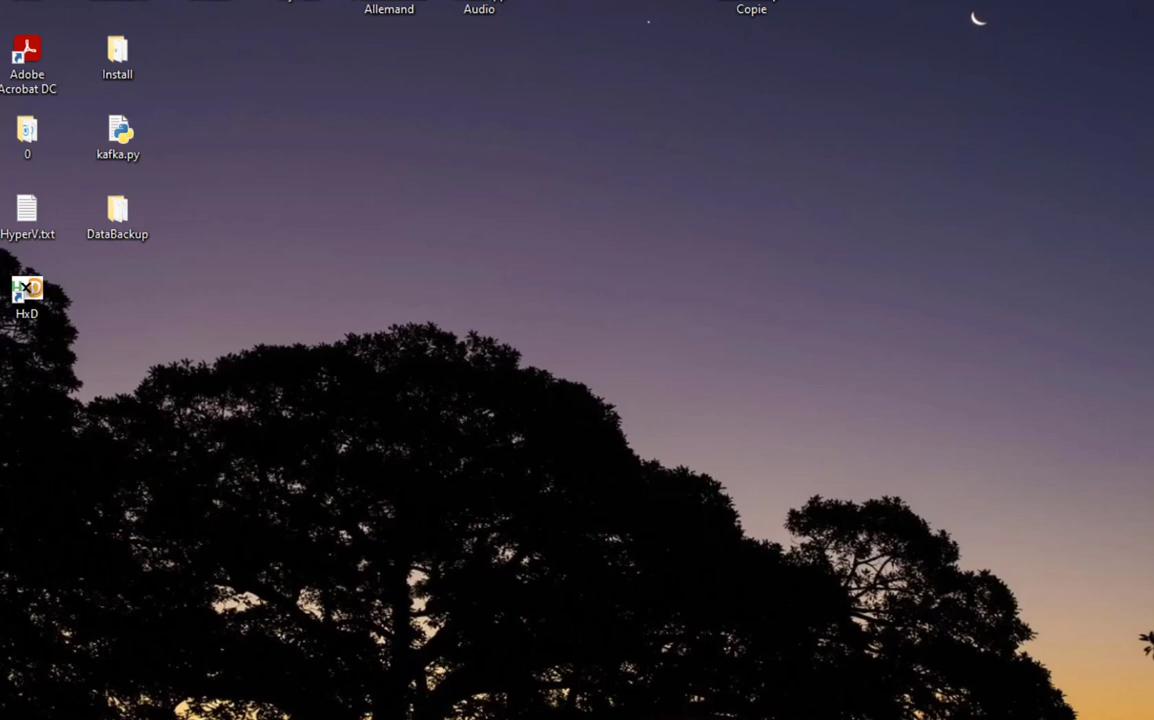 Allemand
Audio
Copie
Adobe
Acrobat DC
Install
0
kafka.py
HyperV.txt
DataBackup
HxD